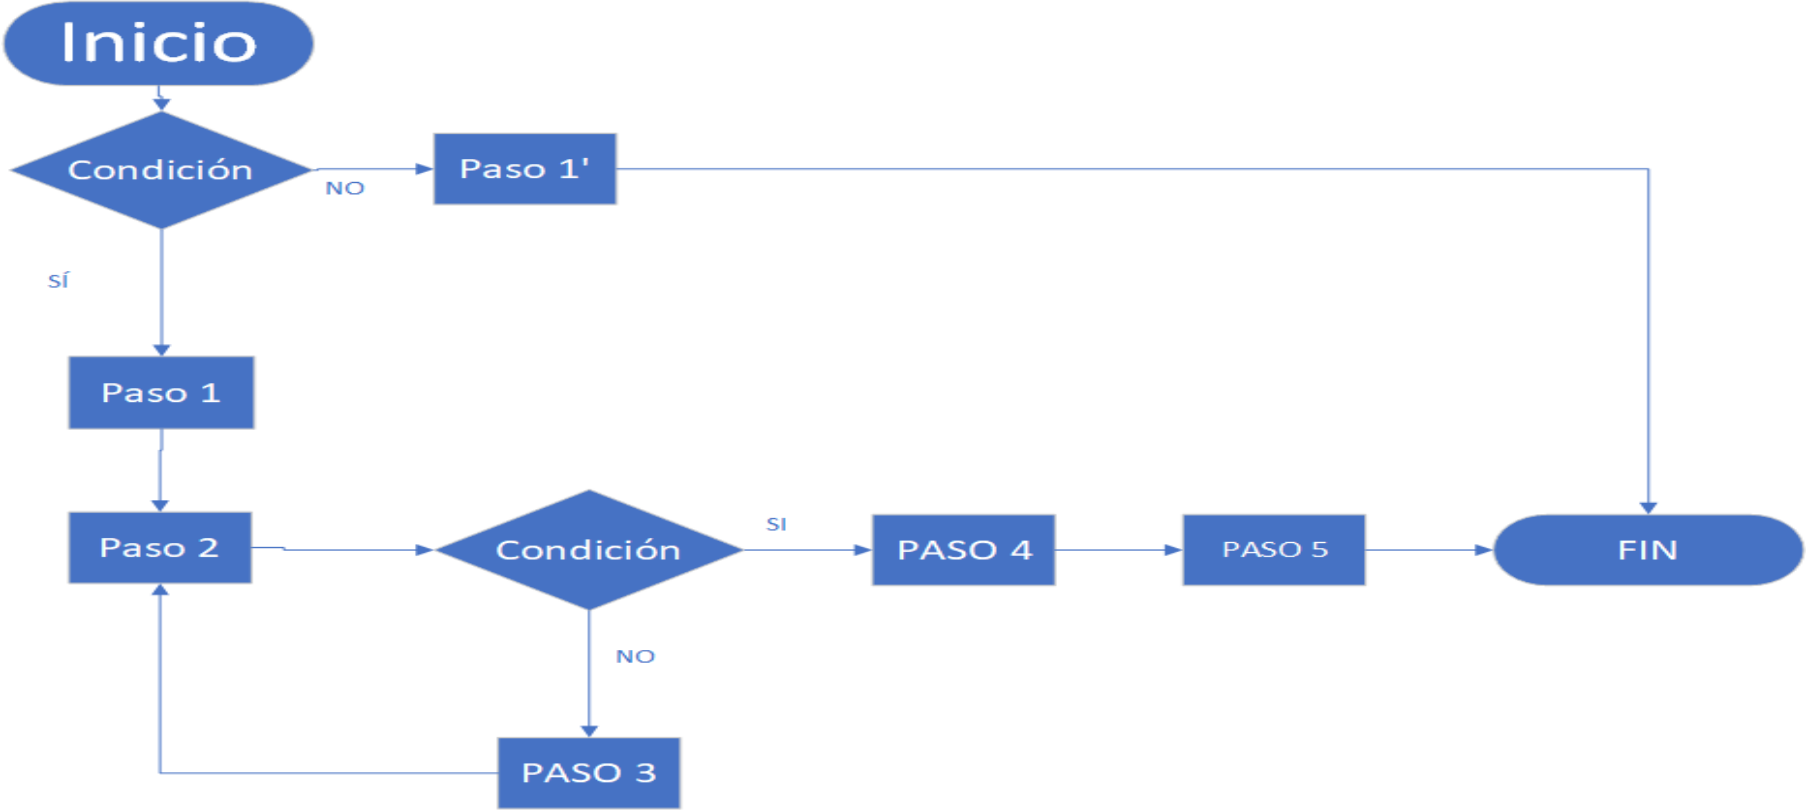 Inicio
Condición
NO
Paso 1'
SÍ
Paso 1
Paso 2
Condición
SI
PASO 4
PASO 5
FIN
NO
PASO 3